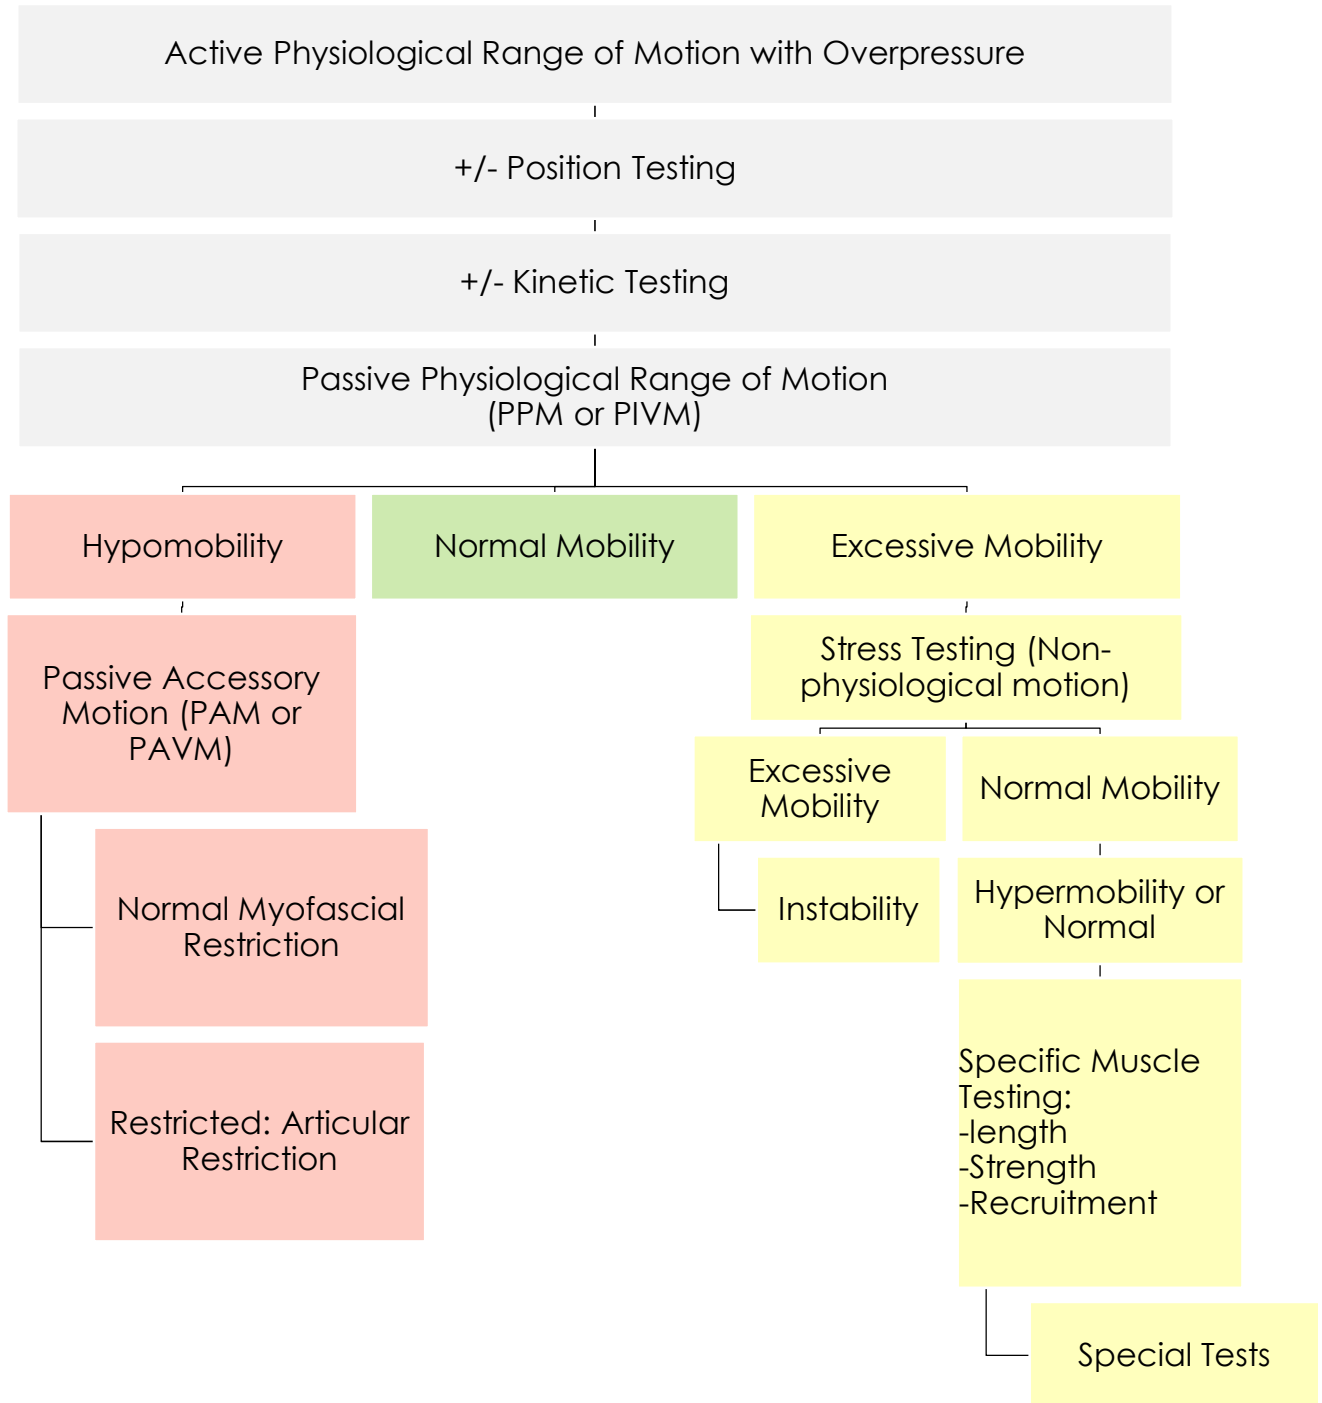 Active Physiological Range of Motion with Overpressure
+/- Position Testing
+/- Kinetic Testing
Passive Physiological Range of Motion
(PPM or PIVM)
Hypomobility
Normal Mobility
Excessive Mobility
Passive Accessory
Motion (PAM or
PAVM)
Normal Myofascial
Restriction
Restricted: Articular
Restriction
Stress Testing (Non-
physiological motion)
Excessive
Mobility
Instability
Normal Mobility
Hypermobility or
Normal
Specific Muscle
Testing:
-length
-Strength
-Recruitment
Special Tests